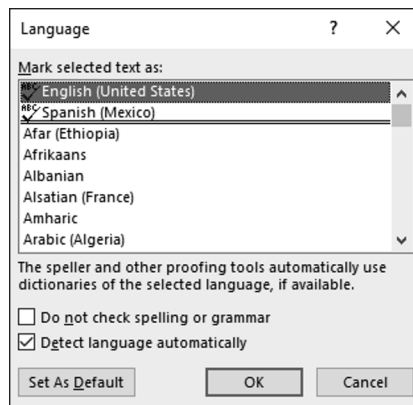 Language ?
Mark selected text as:
ABC English (United States)
ABC Spanish (Mexico)
Afar (Ethiopia)
Afrikaans
Albanian
Alsatian (France)
Amharic
Arabic (Algeria)
The speller and other proofing tools automatically use
dictionaries of the selected language, if available.
Do not check spelling or grammar
Detect language automatically
Set As Default OK Cancel